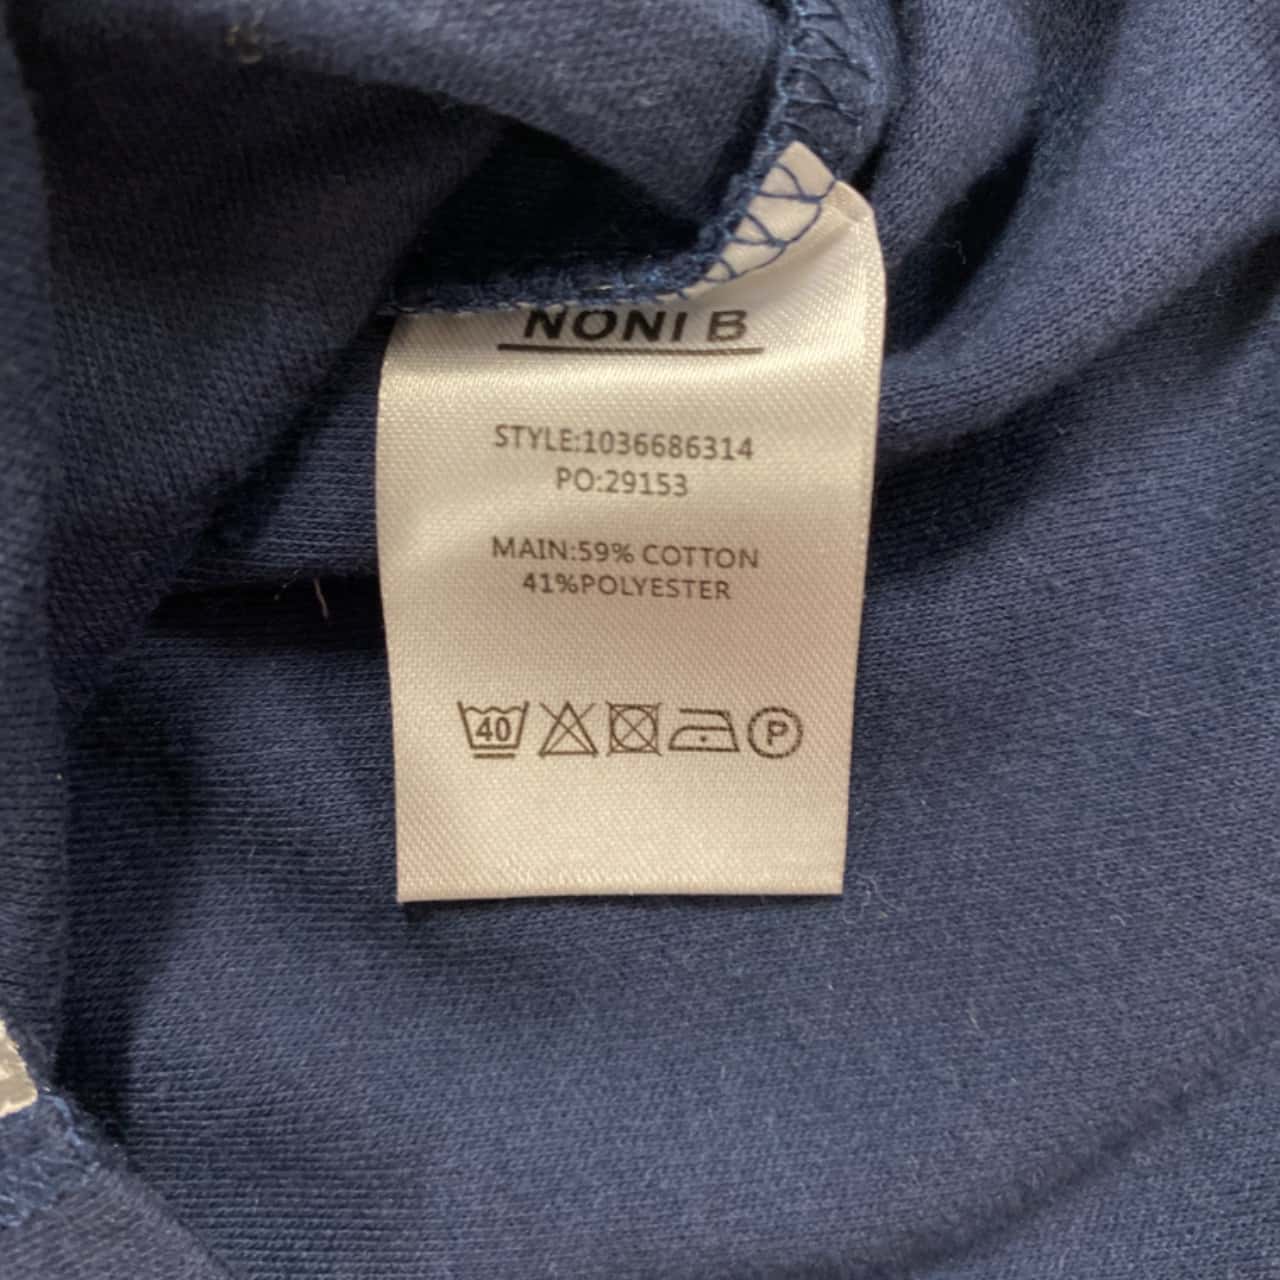 NONI B
STYLE:1036686314
PO:29153
MAIN:59% COTTON
41%POLYESTER
40 P